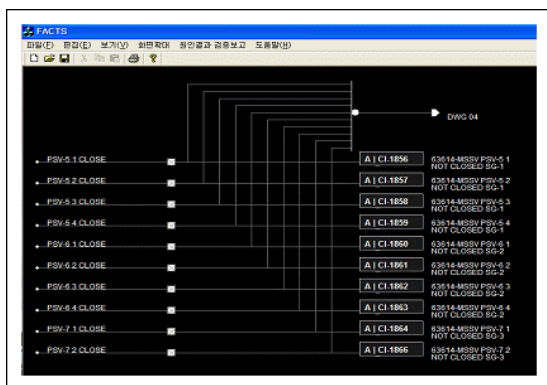 FACTS
파일(F) 편집(E) 보기(V) 화면확대 원인결과 검증보고 도움말(H)
DWG 04
PSV-5 1 CLOSE
A | CI-1856
63614-MSSV PSV-5 1
NOT CLOSED SG-1
PSV-5 2 CLOSE
A | CI-1857
63614-MSSV PSV-5 2
NOT CLOSED SG-1
PSV-5 3 CLOSE
A | CI-1858
63614-MSSV PSV-5 3
NOT CLOSED SG-1
PSV-5 4 CLOSE
A | CI-1859
63614-MSSV PSV-5 4
NOT CLOSED SG-1
PSV-6 1 CLOSE
A | CI-1860
63614-MSSV PSV-6 1
NOT CLOSED SG-2
PSV-6 2 CLOSE
A | CI-1861
63614-MSSV PSV-6 2
NOT CLOSED SG-2
PSV-6 3 CLOSE
A | CI-1862
63614-MSSV PSV-6 3
NOT CLOSED SG-2
PSV-6 4 CLOSE
A | CI-1863
63614-MSSV PSV-6 4
NOT CLOSED SG-2
PSV-7 1 CLOSE
A | CI-1864
63614-MSSV PSV-7 1
NOT CLOSED SG-3
PSV-7 2 CLOSE
A | CI-1866
63614-MSSV PSV-7 2
NOT CLOSED SG-3